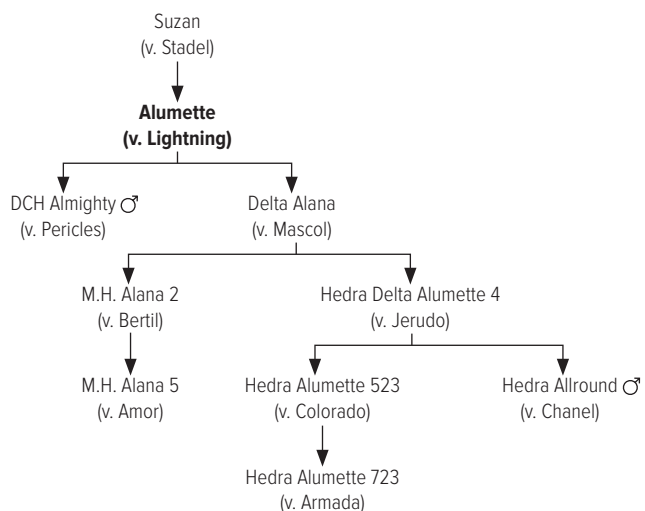 Suzan
(v. Stadel)
Alumette
(v. Lightning)
DCH Almighty ♂
(v. Pericles)
Delta Alana
(v. Mascol)
M.H. Alana 2
(v. Bertil)
Hedra Delta Alumette 4
(v. Jerudo)
M.H. Alana 5
(v. Amor)
Hedra Alumette 523
(v. Colorado)
Hedra Allround ♂
(v. Chanel)
Hedra Alumette 723
(v. Armada)